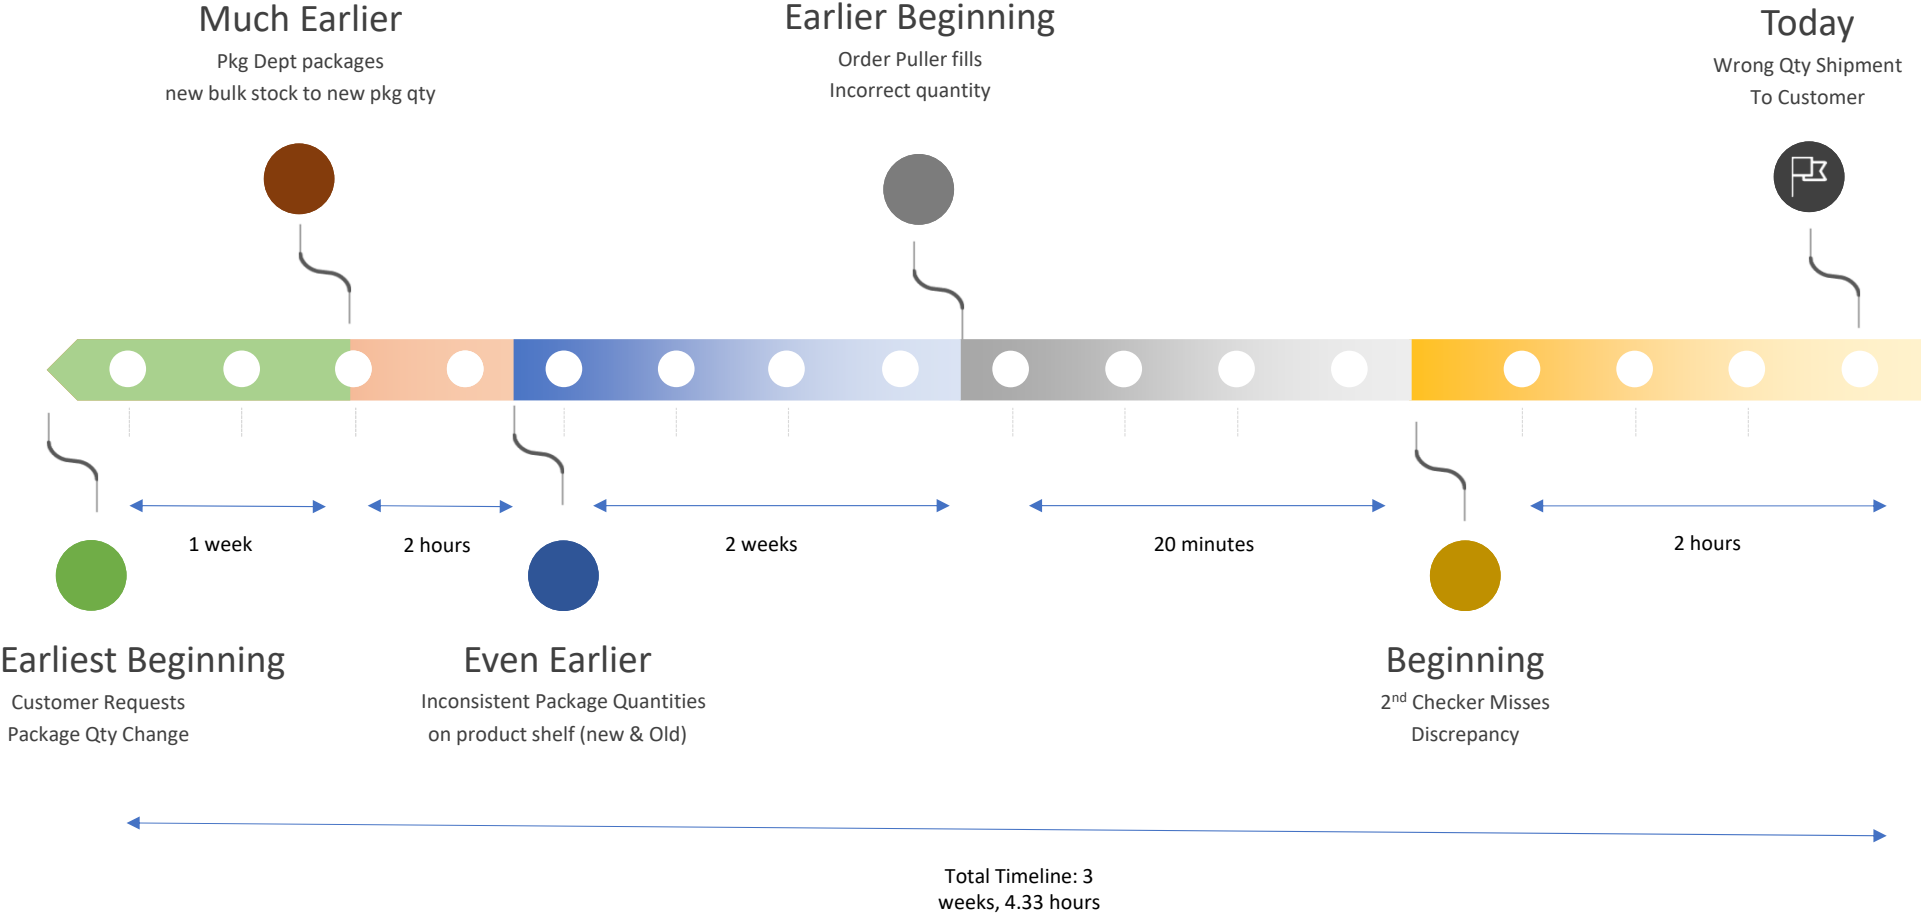 Much Earlier
Pkg Dept packages
new bulk stock to new pkg qty
Earlier Beginning
Order Puller fills
Incorrect quantity
Today
Wrong Qty Shipment
To Customer
1 week
2 hours
2 weeks
20 minutes
2 hours
Earliest Beginning
Customer Requests
Package Qty Change
Even Earlier
Inconsistent Package Quantities
on product shelf (new & Old)
Beginning
2nd Checker Misses
Discrepancy
Total Timeline: 3
weeks, 4.33 hours